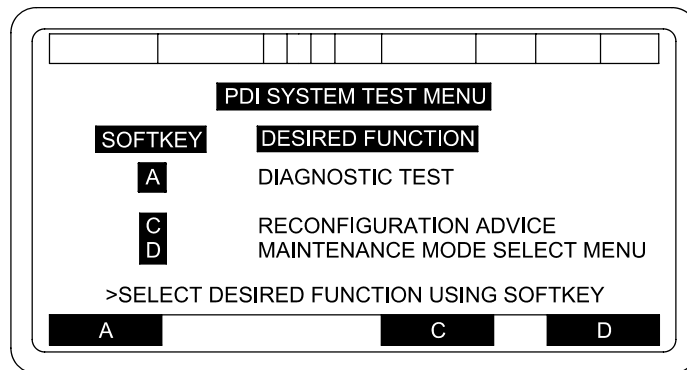 PDI SYSTEM TEST MENU
SOFTKEY DESIRED FUNCTION
A DIAGNOSTIC TEST
C RECONFIGURATION ADVICE
D MAINTENANCE MODE SELECT MENU
>SELECT DESIRED FUNCTION USING SOFTKEY
A C D